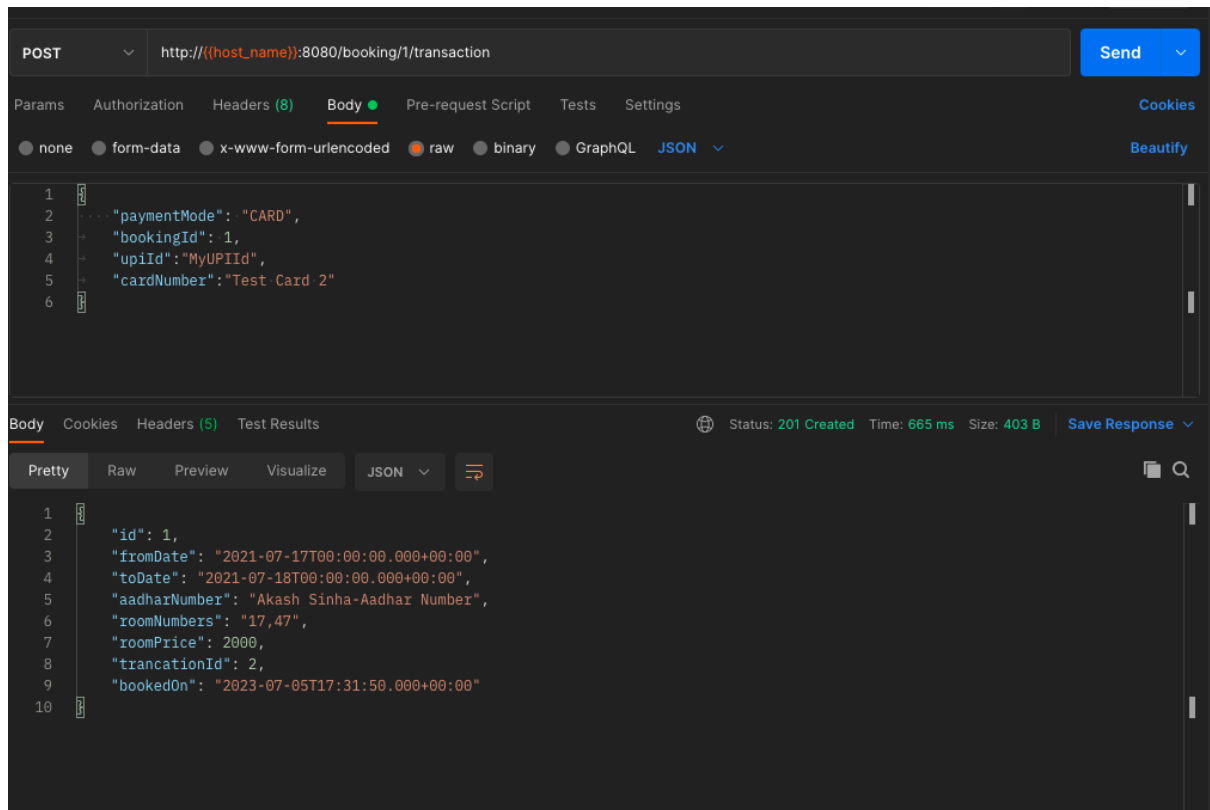 POST http://{{host_name}}:8080/booking/1/transaction Send
Params Authorization Headers (8) Body Pre-request Script Tests Settings Cookies
none form-data x-www-form-urlencoded raw binary GraphQL JSON Beautify
1 {
2 "paymentMode": "CARD",
3 "bookingId": 1,
4 "upiId":"MyUPIId",
5 "cardNumber":"Test Card 2"
6 }
Body Cookies Headers (5) Test Results Status: 201 Created Time: 665 ms Size: 403 B Save Response
Pretty Raw Preview Visualize JSON
1 {
2 "id": 1,
3 "fromDate": "2021-07-17T00:00:00.000+00:00",
4 "toDate": "2021-07-18T00:00:00.000+00:00",
5 "aadharNumber": "Akash Sinha-Aadhar Number",
6 "roomNumbers": "17,47",
7 "roomPrice": 2000,
8 "trancationId": 2,
9 "bookedOn": "2023-07-05T17:31:50.000+00:00"
10 }